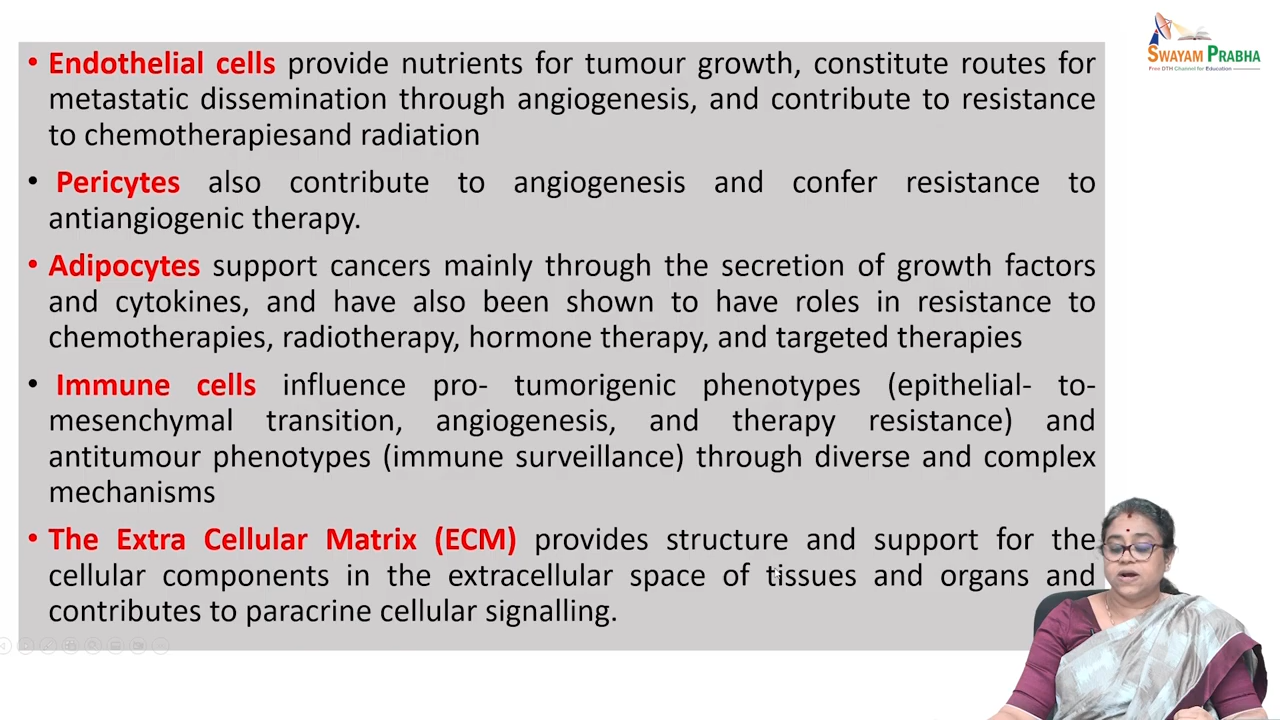 SWAYAM PRABHA
Free DTH Channel for Education
• Endothelial cells provide nutrients for tumour growth, constitute routes for
metastatic dissemination through angiogenesis, and contribute to resistance
to chemotherapiesand radiation
• Pericytes also contribute to angiogenesis and confer resistance to
antiangiogenic therapy.
• Adipocytes support cancers mainly through the secretion of growth factors
and cytokines, and have also been shown to have roles in resistance to
chemotherapies, radiotherapy, hormone therapy, and targeted therapies
• Immune cells influence pro- tumorigenic phenotypes (epithelial- to-
mesenchymal transition, angiogenesis, and therapy resistance) and
antitumour phenotypes (immune surveillance) through diverse and complex
mechanisms
• The Extra Cellular Matrix (ECM) provides structure and support for the
cellular components in the extracellular space of tissues and organs and
contributes to paracrine cellular signalling.